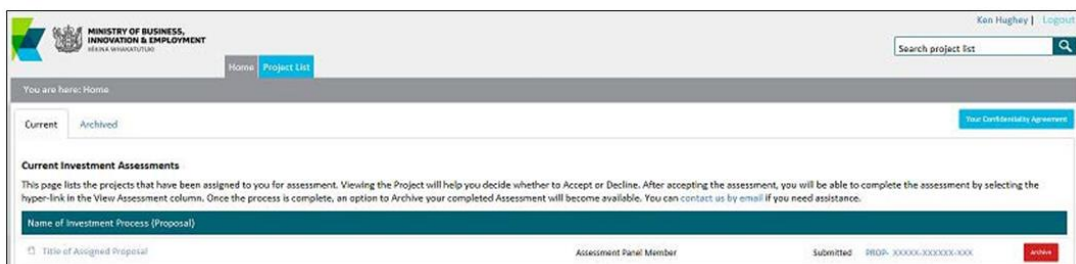 Ken Hughey | Logout
MINISTRY OF BUSINESS,
INNOVATION & EMPLOYMENT
HĪKINA WHAKATUTUKI
Search project list
Home Project List
You are here: Home
Current Archived Your Confidentiality Agreement
Current Investment Assessments
This page lists the projects that have been assigned to you for assessment. Viewing the Project will help you decide whether to Accept or Decline. After accepting the assessment, you will be able to complete the assessment by selecting the
hyper-link in the View Assessment column. Once the process is complete, an option to Archive your completed Assessment will become available. You can contact us by email if you need assistance.
Name of Investment Process (Proposal)
Title of Assigned Proposal Assessment Panel Member Submitted PROP- XXXXX-XXXXXX-XXX Archive